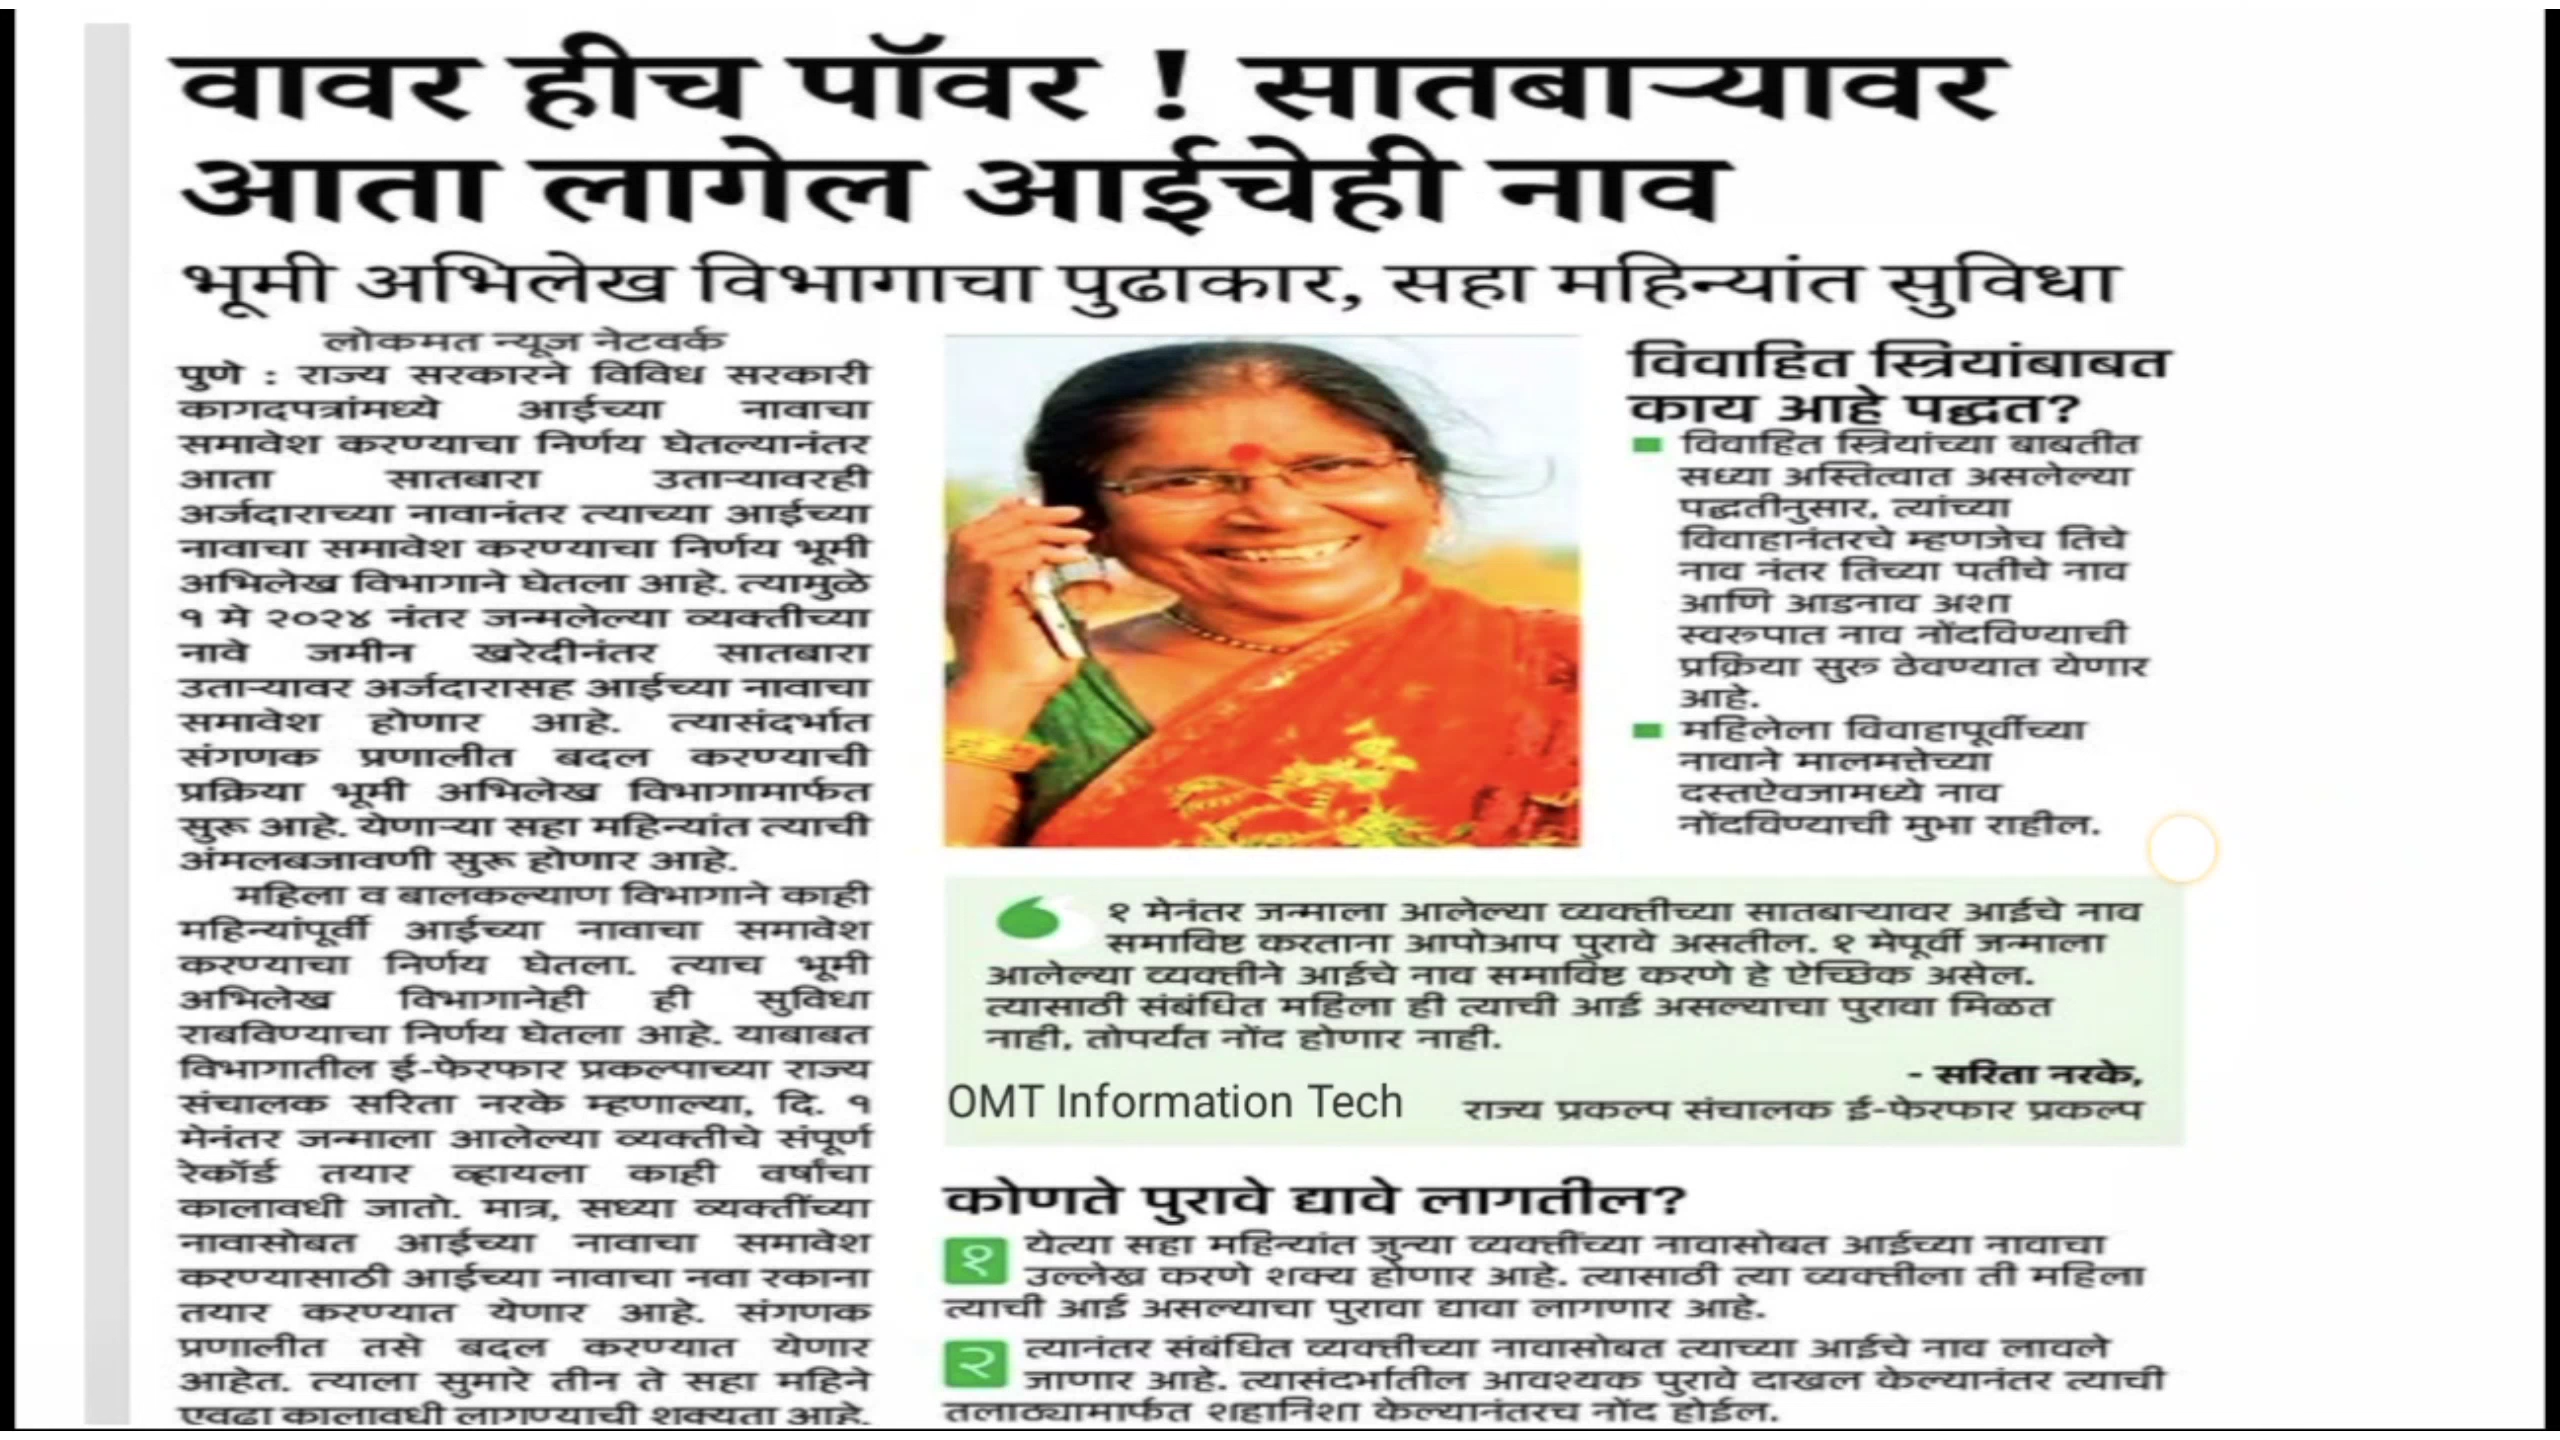 वावर हीच पॉवर ! सातबाऱ्यावर
आता लागेल आईचेही नाव
भूमी अभिलेख विभागाचा पुढाकार, सहा महिन्यांत सुविधा
लोकमत न्यूज नेटवर्क
पुणे : राज्य सरकारने विविध सरकारी
कागदपत्रांमध्ये आईच्या नावाचा
समावेश करण्याचा निर्णय घेतल्यानंतर
आता सातबारा उताऱ्यावरही
अर्जदाराच्या नावानंतर त्याच्या आईच्या
नावाचा समावेश करण्याचा निर्णय भूमी
अभिलेख विभागाने घेतला आहे. त्यामुळे
१ मे २०२४ नंतर जन्मलेल्या व्यक्तीच्या
नावे जमीन खरेदीनंतर सातबारा
उताऱ्यावर अर्जदारासह आईच्या नावाचा
समावेश होणार आहे. त्यासंदर्भात
संगणक प्रणालीत बदल करण्याची
प्रक्रिया भूमी अभिलेख विभागामार्फत
सुरू आहे. येणाऱ्या सहा महिन्यांत त्याची
अंमलबजावणी सुरू होणार आहे.
महिला व बालकल्याण विभागाने काही
महिन्यांपूर्वी आईच्या नावाचा समावेश
करण्याचा निर्णय घेतला. त्याच भूमी
अभिलेख विभागानेही ही सुविधा
राबविण्याचा निर्णय घेतला आहे. याबाबत
विभागातील ई-फेरफार प्रकल्पाच्या राज्य
संचालक सरिता नरके म्हणाल्या, दि. १
मेनंतर जन्माला आलेल्या व्यक्तीचे संपूर्ण
रेकॉर्ड तयार व्हायला काही वर्षांचा
कालावधी जातो. मात्र, सध्या व्यक्तींच्या
नावासोबत आईच्या नावाचा समावेश
करण्यासाठी आईच्या नावाचा नवा रकाना
तयार करण्यात येणार आहे. संगणक
प्रणालीत तसे बदल करण्यात येणार
आहेत. त्याला सुमारे तीन ते सहा महिने
एवढा कालावधी लागण्याची शक्यता आहे.
विवाहित स्त्रियांबाबत
काय आहे पद्धत?
विवाहित स्त्रियांच्या बाबतीत
सध्या अस्तित्वात असलेल्या
पद्धतीनुसार, त्यांच्या
विवाहानंतरचे म्हणजेच तिचे
नाव नंतर तिच्या पतीचे नाव
आणि आडनाव अशा
स्वरूपात नाव नोंदविण्याची
प्रक्रिया सुरू ठेवण्यात येणार
आहे.
महिलेला विवाहापूर्वीच्या
नावाने मालमत्तेच्या
दस्तऐवजामध्ये नाव
नोंदविण्याची मुभा राहील.
१ मेनंतर जन्माला आलेल्या व्यक्तीच्या सातबाऱ्यावर आईचे नाव
समाविष्ट करताना आपोआप पुरावे असतील. १ मेपूर्वी जन्माला
आलेल्या व्यक्तीने आईचे नाव समाविष्ट करणे हे ऐच्छिक असेल.
त्यासाठी संबंधित महिला ही त्याची आई असल्याचा पुरावा मिळत
नाही, तोपर्यंत नोंद होणार नाही.
- सरिता नरके,
OMT Information Tech राज्य प्रकल्प संचालक ई-फेरफार प्रकल्प
कोणते पुरावे द्यावे लागतील?
१ येत्या सहा महिन्यांत जुन्या व्यक्तींच्या नावासोबत आईच्या नावाचा
उल्लेख करणे शक्य होणार आहे. त्यासाठी त्या व्यक्तीला ती महिला
त्याची आई असल्याचा पुरावा द्यावा लागणार आहे.
२ त्यानंतर संबंधित व्यक्तीच्या नावासोबत त्याच्या आईचे नाव लावले
जाणार आहे. त्यासंदर्भातील आवश्यक पुरावे दाखल केल्यानंतर त्याची
तलाठ्यामार्फत शहानिशा केल्यानंतरच नोंद होईल.